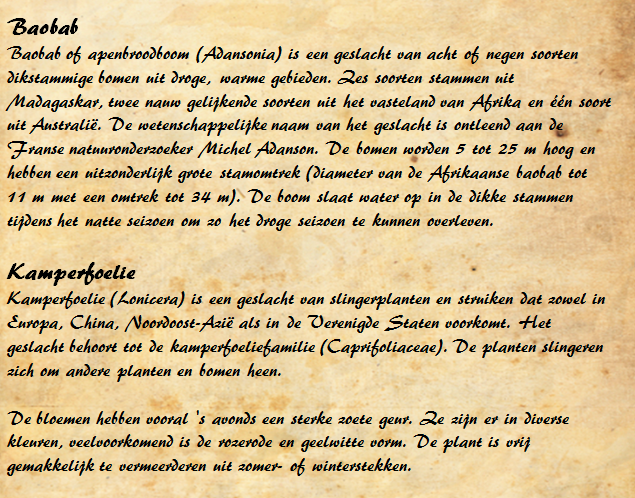 Baobab
Baobab of apenbroodboom (Adansonia) is een geslacht van acht of negen soorten
dikstammige bomen uit droge, warme gebieden. Zes soorten stammen uit
Madagaskar, twee nauw gelijkende soorten uit het vasteland van Afrika en één soort
uit Australië. De wetenschappelijke naam van het geslacht is ontleend aan de
Franse natuuronderzoeker Michel Adanson. De bomen worden 5 tot 25 m hoog en
hebben een uitzonderlijk grote stamomtrek (diameter van de Afrikaanse baobab tot
11 m met een omtrek tot 34 m). De boom slaat water op in de dikke stammen
tijdens het natte seizoen om zo het droge seizoen te kunnen overleven.
Kamperfoelie
Kamperfoelie (Lonicera) is een geslacht van slingerplanten en struiken dat zowel in
Europa, China, Noordoost-Azië als in de Verenigde Staten voorkomt. Het
geslacht behoort tot de kamperfoeliefamilie (Caprifoliaceae). De planten slingeren
zich om andere planten en bomen heen.
De bloemen hebben vooral 's avonds een sterke zoete geur. Ze zijn er in diverse
kleuren, veelvoorkomend is de rozerode en geelwitte vorm. De plant is vrij
gemakkelijk te vermeerderen uit zomer- of winterstekken.